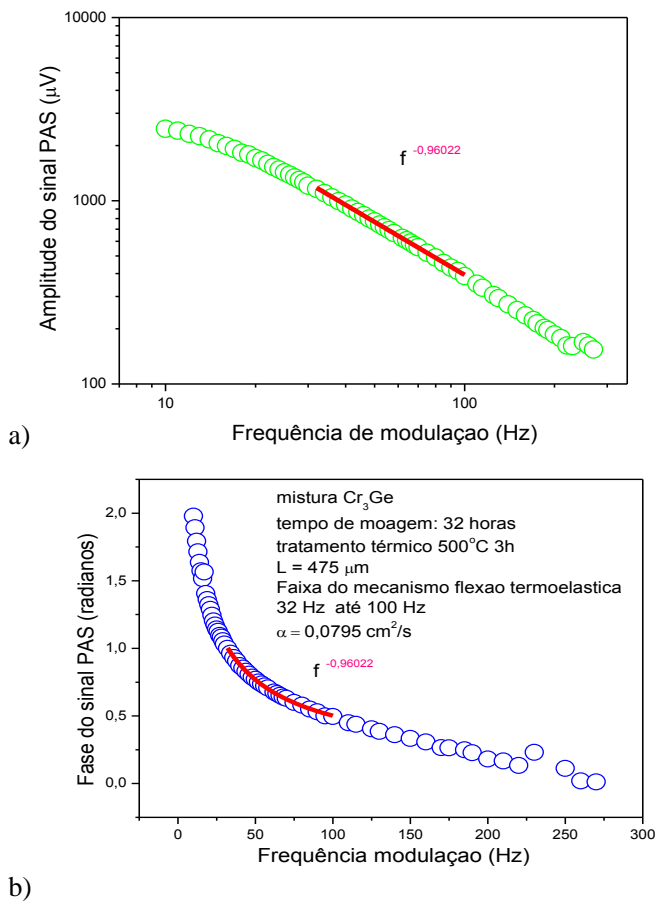 10000
1000
100
10
100
Amplitude do sinal PAS (μV)
f -0,96022
Frequência de modulaçao (Hz)
a)
2,0
1,5
1,0
0,5
0,0
Fase do sinal PAS (radianos)
mistura Cr3Ge
tempo de moagem: 32 horas
tratamento térmico 500°C 3h
L = 475 μm
Faixa do mecanismo flexao termoelastica
32 Hz até 100 Hz
α = 0,0795 cm²/s
f -0,96022
0 50 100 150 200 250 300
Frequência modulaçao (Hz)
b)